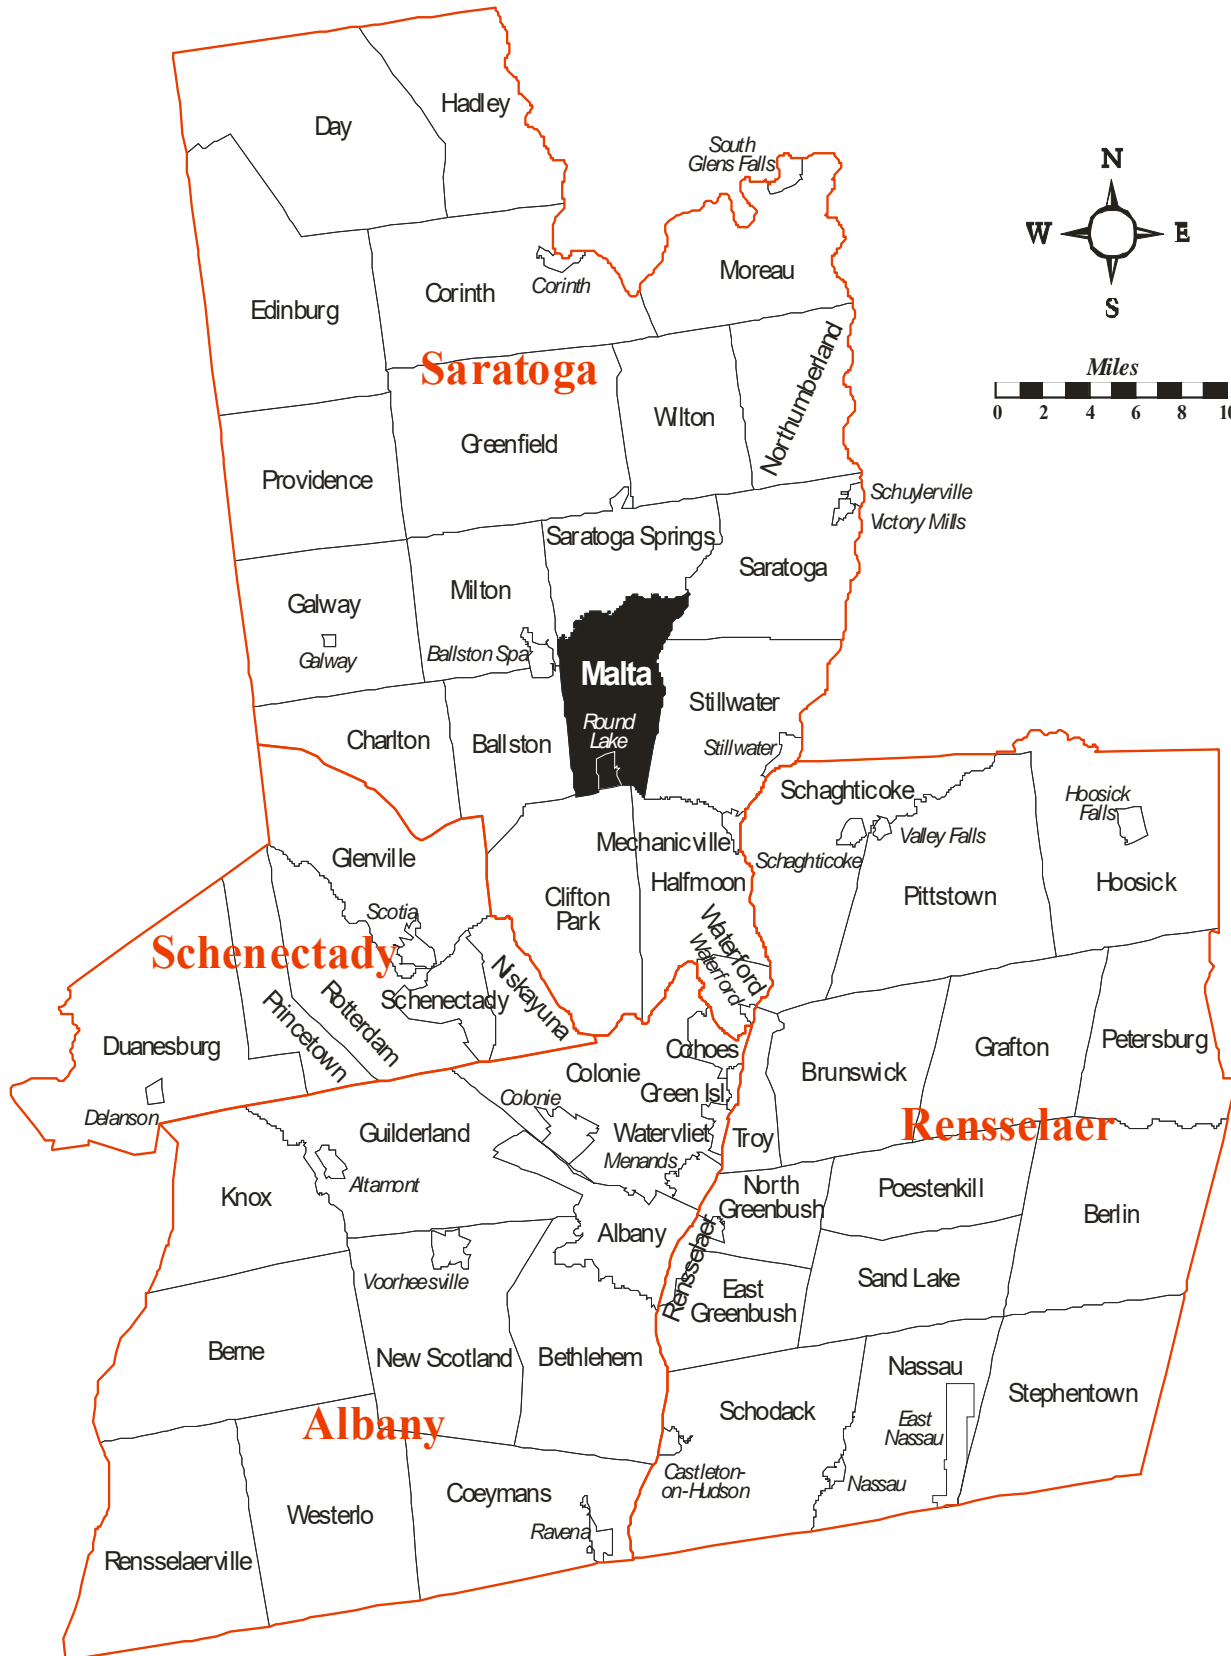 Hadley
Day
South
Glens Falls
N
W
E
S
Moreau
Corinth
Corinth
Edinburg
Saratoga
Miles
0 2 4 6 8 10
Northumberland
Wilton
Greenfield
Providence
Schuylerville
Victory Mills
Saratoga Springs
Saratoga
Milton
Galway
Galway
Ballston Spa
Malta
Round
Lake
Stillwater
Stillwater
Charlton
Ballston
Schaghticoke
Hoosick
Falls
Mechanicville
Valley Falls
Schaghticoke
Glenville
Halfmoon
Hoosick
Pittstown
Clifton
Park
Scotia
Waterford
Waterford
Schenectady
Niskayuna
Schenectady
Rotterdam
Princetown
Duanesburg
Cohoes
Grafton
Petersburg
Colonie
Brunswick
Green Isl.
Colonie
Delanson
Rensselaer
Guilderland
Watervliet
Troy
Menands
Altamont
Knox
North
Greenbush
Poestenkill
Berlin
Albany
Rensselaer
Voorheesville
Sand Lake
East
Greenbush
Berne
New Scotland
Bethlehem
Nassau
Stephentown
Schodack
Albany
East
Nassau
Castleton-
on-Hudson
Nassau
Coeymans
Westerlo
Ravena
Rensselaerville